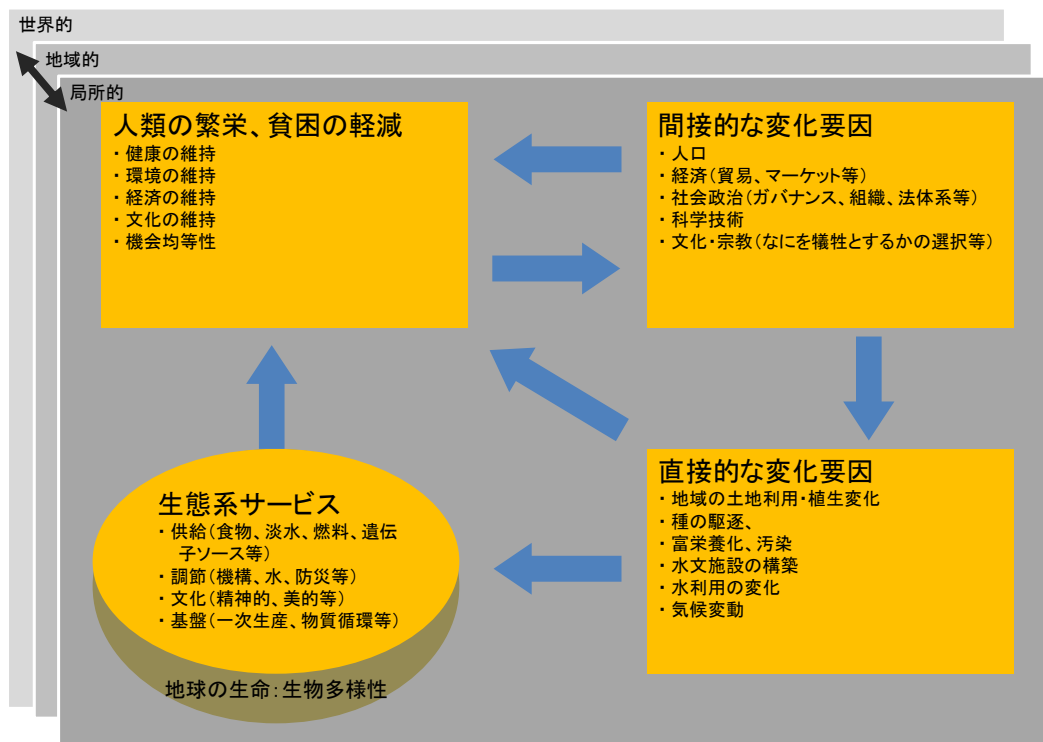 世界的
地域的
局所的
人類の繁栄、貧困の軽減
・健康の維持
・環境の維持
・経済の維持
・文化の維持
・機会均等性
間接的な変化要因
・人口
・経済(貿易、マーケット等)
・社会政治(ガバナンス、組織、法体系等)
・科学技術
・文化・宗教(なにを犠牲とするかの選択等)
生態系サービス
・供給(食物、淡水、燃料、遺伝
子ソース等)
・調節(機構、水、防災等)
・文化(精神的、美的等)
・基盤(一次生産、物質循環等)
地球の生命:生物多様性
直接的な変化要因
・地域の土地利用・植生変化
・種の駆逐、
・富栄養化、汚染
・水文施設の構築
・水利用の変化
・気候変動